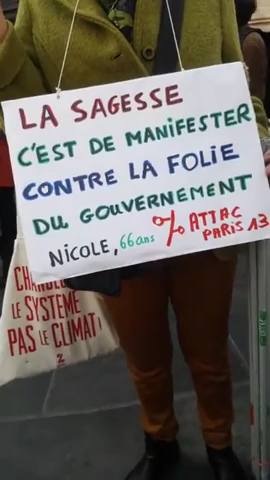 LA SAGESSE
C'EST DE MANIFESTER
CONTRE LA FOLIE
DU GOUVERNEMENT
NICOLE, 66 ans
% ATTAC
PARIS 13
LE SYSTÈME
PAS LE CLIMAT!